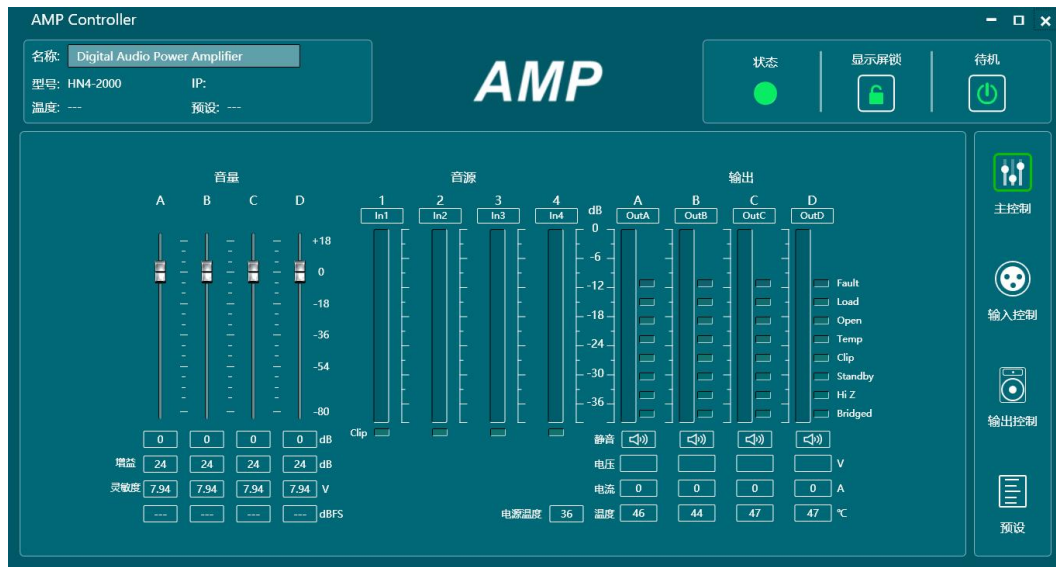 AMP Controller
名称: Digital Audio Power Amplifier
型号: HN4-2000 IP:
温度: --- 预设: ---
AMP
状态 显示屏锁 待机
音量 音源 输出
A B C D 1 2 3 4 dB A B C D
In1 In2 In3 In4 OutA OutB OutC OutD
+18
0
-18
-36
-54
-80
0
-6
-12
-18
-24
-30
-36
Fault
Load
Open
Temp
Clip
Standby
Hi Z
Bridged
Clip
0 0 0 0 dB
增益 24 24 24 24 dB
灵敏度 7.94 7.94 7.94 7.94 V
--- --- --- --- dBFS
静音
电压 V
电流 0 0 0 0 A
电源温度 36 温度 46 44 47 47 ℃
主控制
输入控制
输出控制
预设